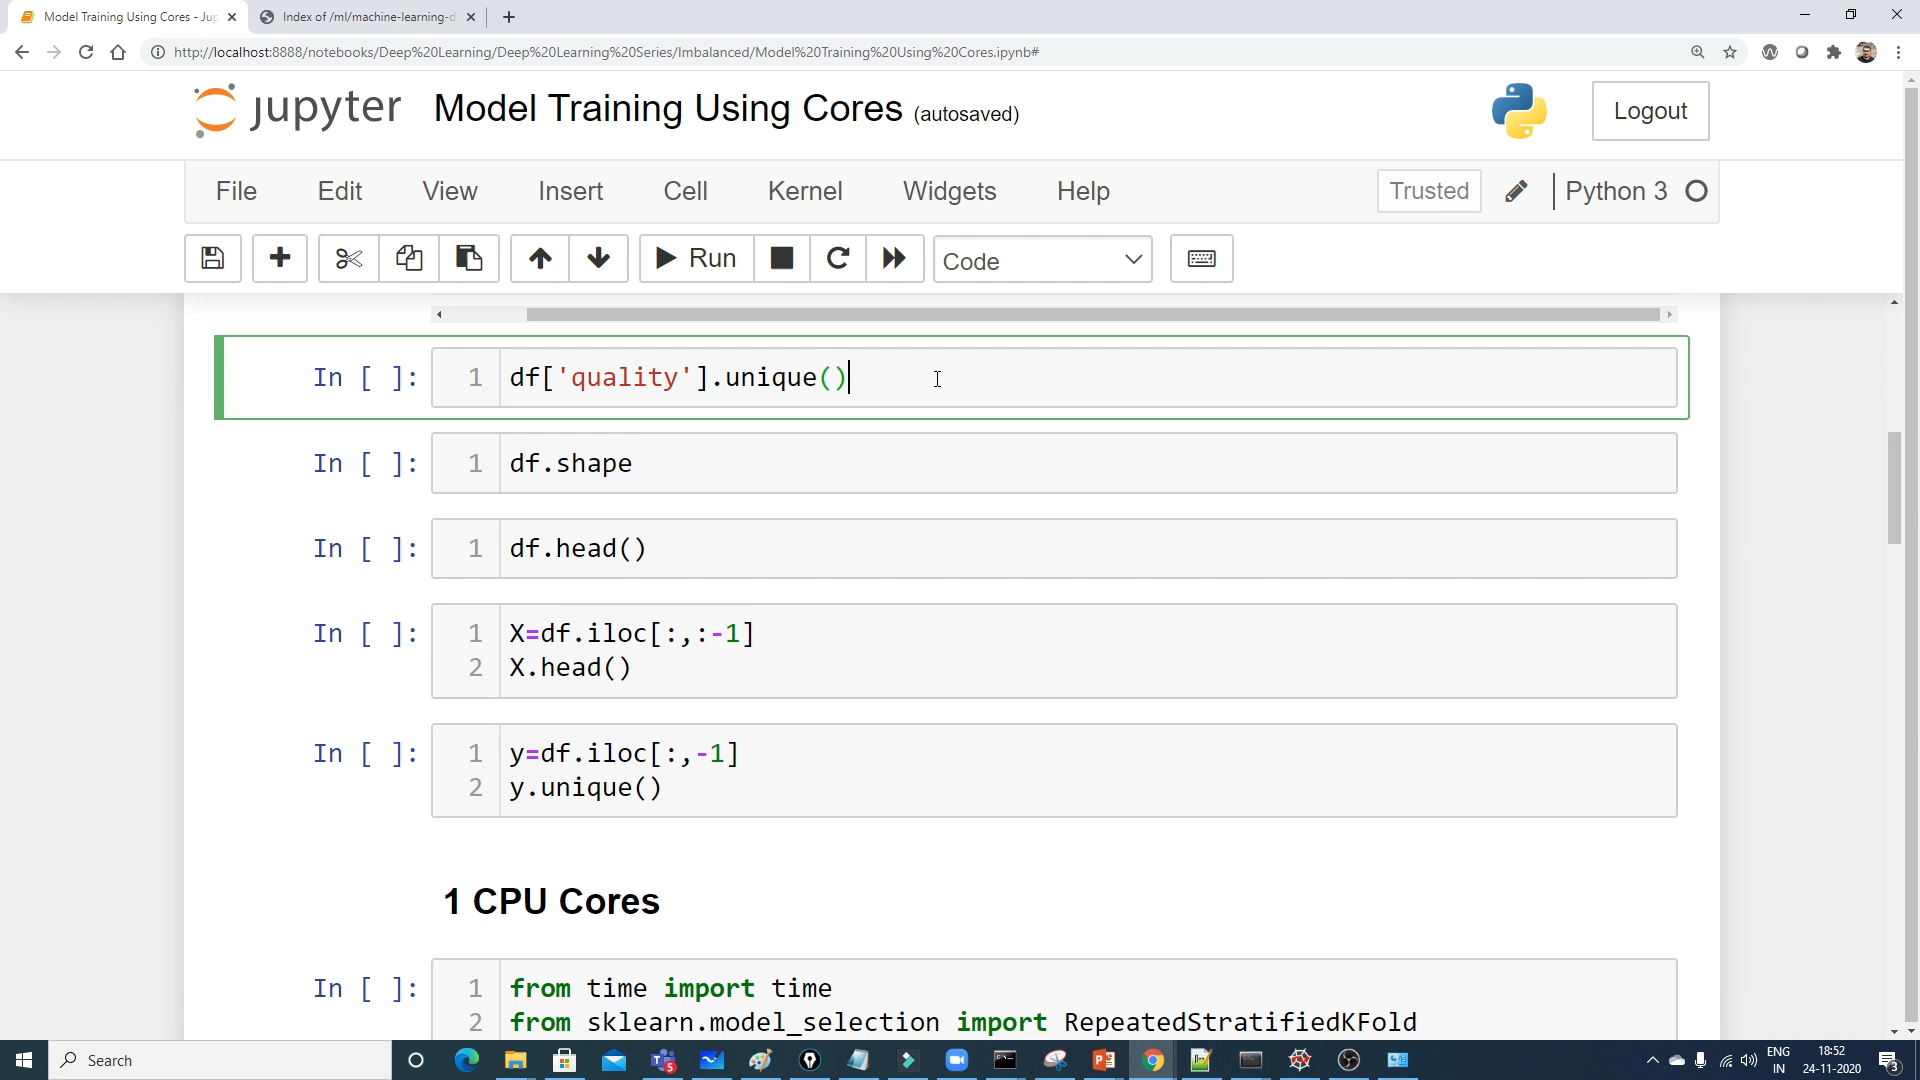 Model Training Using Cores - Jup
Index of /ml/machine-learning-d
http://localhost:8888/notebooks/Deep%20Learning/Deep%20Learning%20Series/Imbalanced/Model%20Training%20Using%20Cores.ipynb#
jupyter Model Training Using Cores (autosaved)
Logout
File Edit View Insert Cell Kernel Widgets Help Trusted Python 3
Run Code
In [ ]: 1 df['quality'].unique()
In [ ]: 1 df.shape
In [ ]: 1 df.head()
In [ ]: 1 X=df.iloc[:,:-1]
2 X.head()
In [ ]: 1 y=df.iloc[:,-1]
2 y.unique()
1 CPU Cores
In [ ]: 1 from time import time
2 from sklearn.model_selection import RepeatedStratifiedKFold
Search
5
ENG
IN
18:52
24-11-2020
3